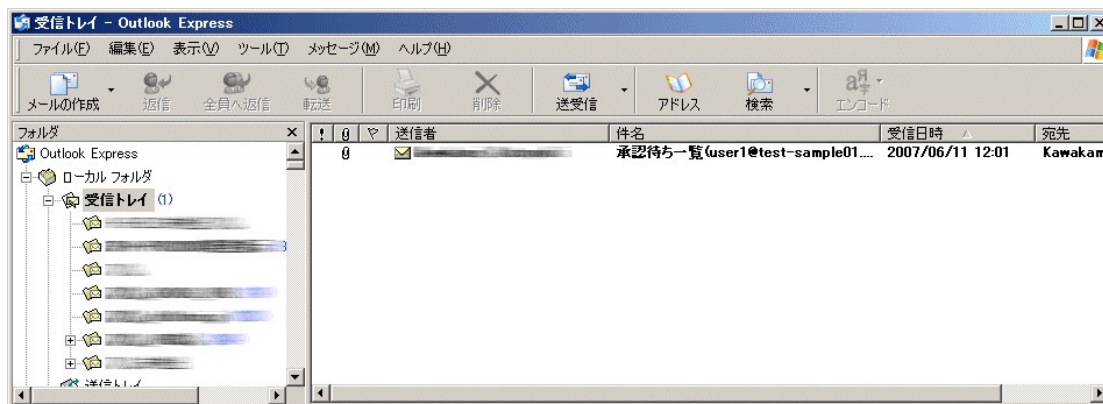 受信トレイ - Outlook Express
ファイル(F) 編集(E) 表示(V) ツール(T) メッセージ(M) ヘルプ(H)
メールの作成 返信 全員へ返信 転送 印刷 削除 送受信 アドレス 検索 エンコード
フォルダ × ! 送信者 件名 受信日時 宛先
Outlook Express
承認待ち一覧(user1@test-sample01.... 2007/06/11 12:01 Kawakam
ローカル フォルダ
受信トレイ (1)
送信トレイ